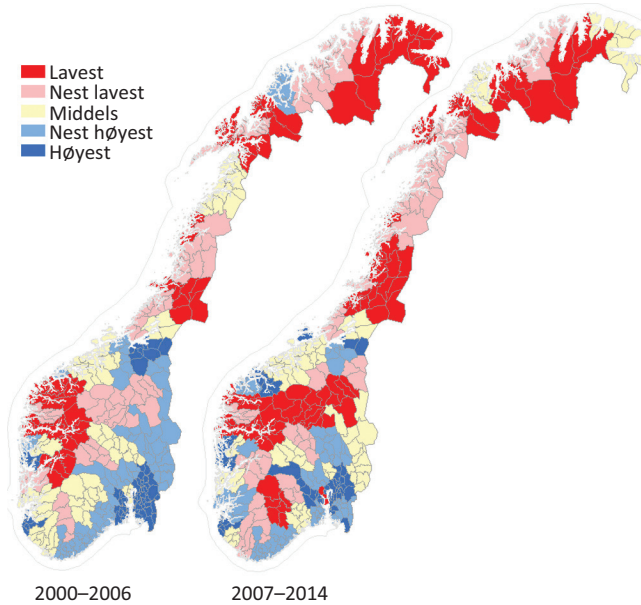 Lavest
Nest lavest
Middels
Nest høyest
Høyest
2000–2006
2007–2014